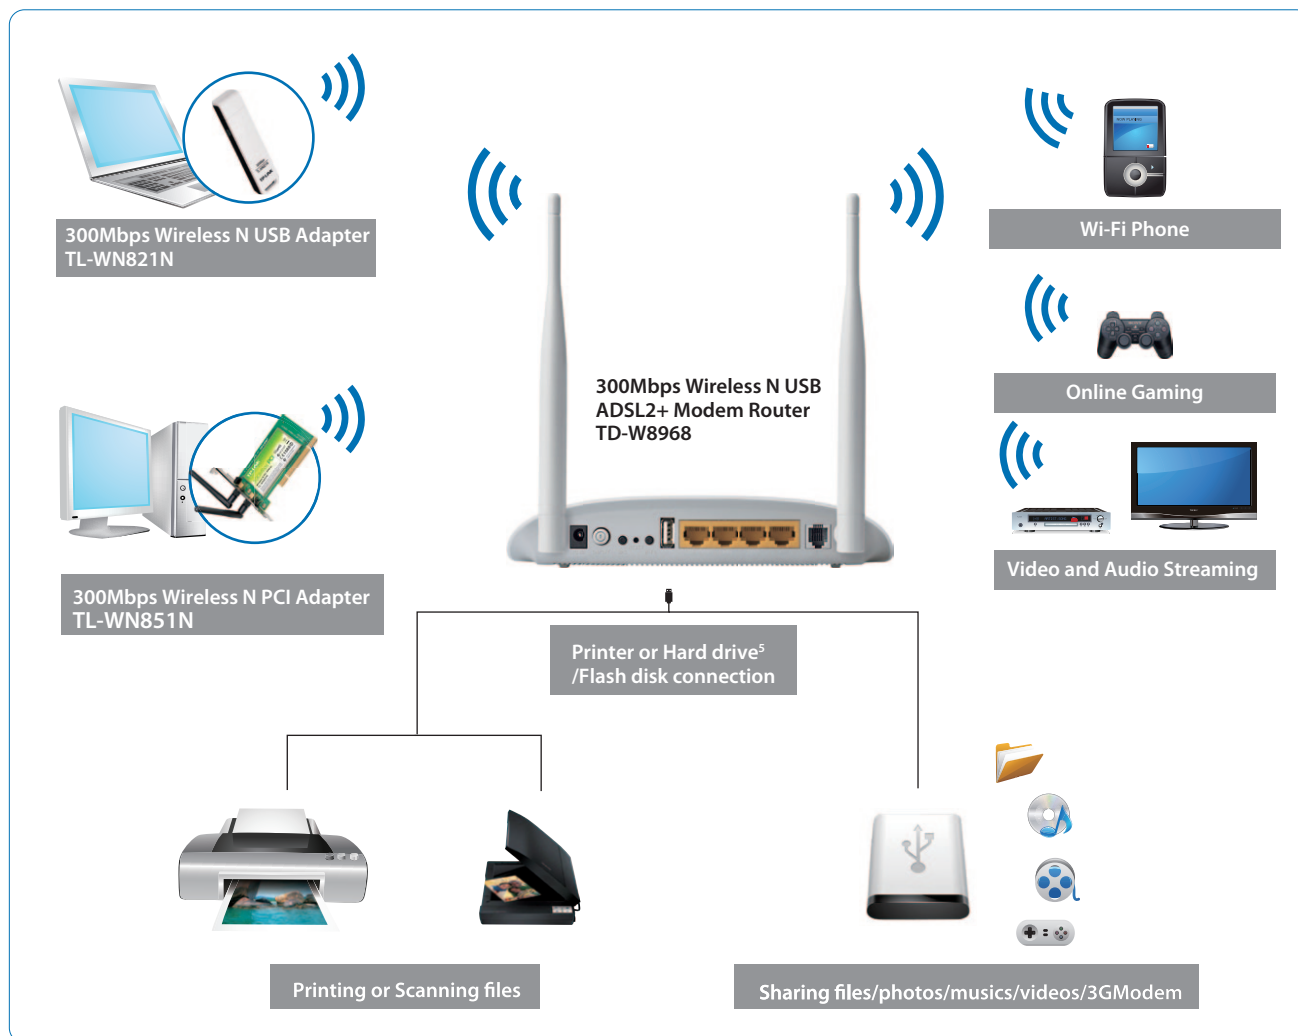 300Mbps Wireless N USB Adapter
TL-WN821N
Wi-Fi Phone
300Mbps Wireless N USB
ADSL2+ Modem Router
TD-W8968
Online Gaming
300Mbps Wireless N PCI Adapter
TL-WN851N
Video and Audio Streaming
Printer or Hard drive⁵
/Flash disk connection
Printing or Scanning files
Sharing files/photos/musics/videos/3GModem